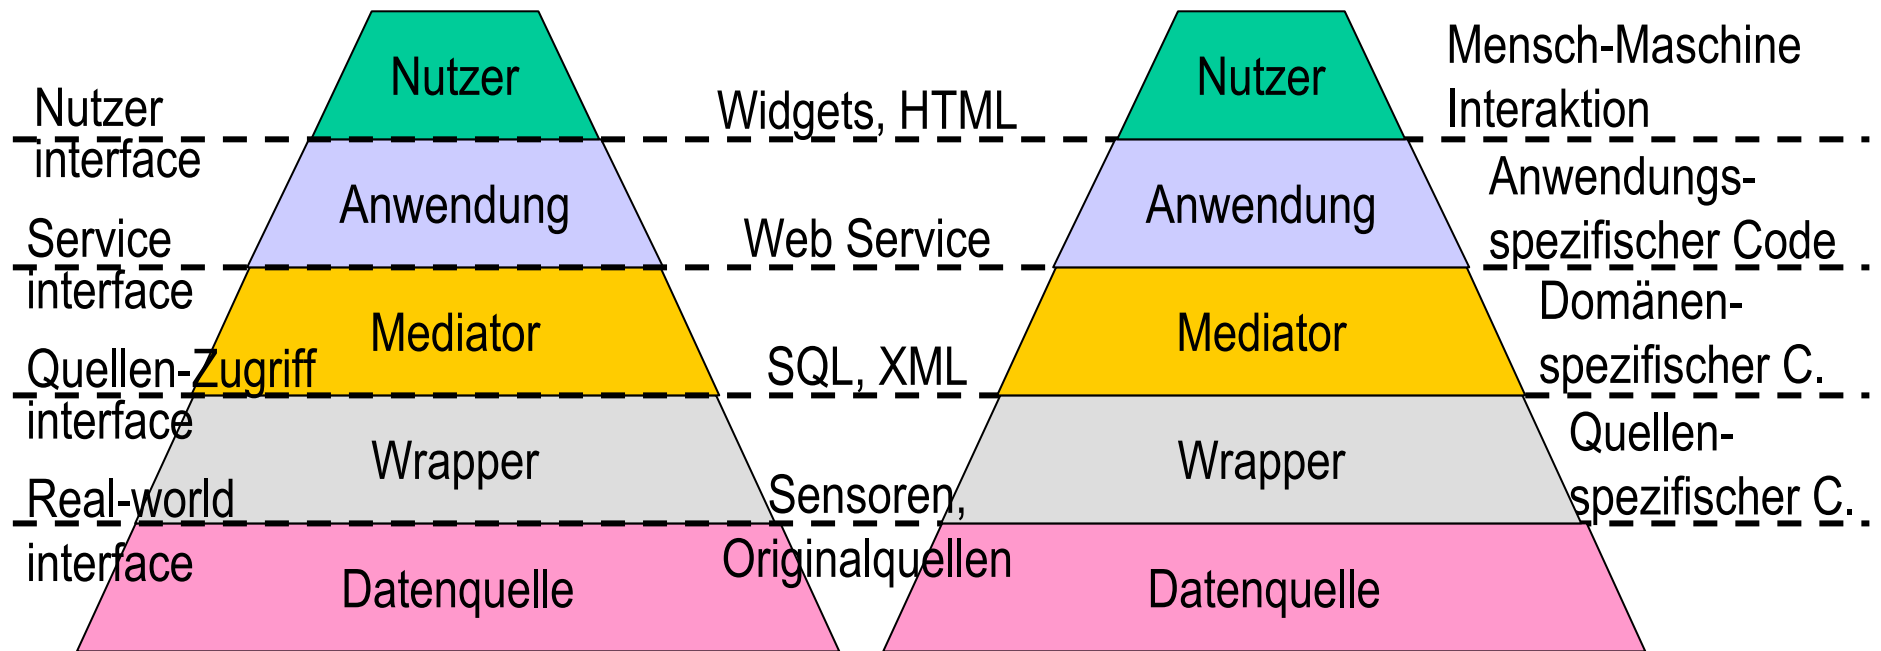 Nutzer
interface
Service
interface
Quellen-Zugriff
interface
Real-world
interface
Nutzer
Anwendung
Mediator
Wrapper
Datenquelle
Widgets, HTML
Web Service
SQL, XML
Sensoren,
Originalquellen
Nutzer
Anwendung
Mediator
Wrapper
Datenquelle
Mensch-Maschine
Interaktion
Anwendungs-
spezifischer Code
Domänen-
spezifischer C.
Quellen-
spezifischer C.